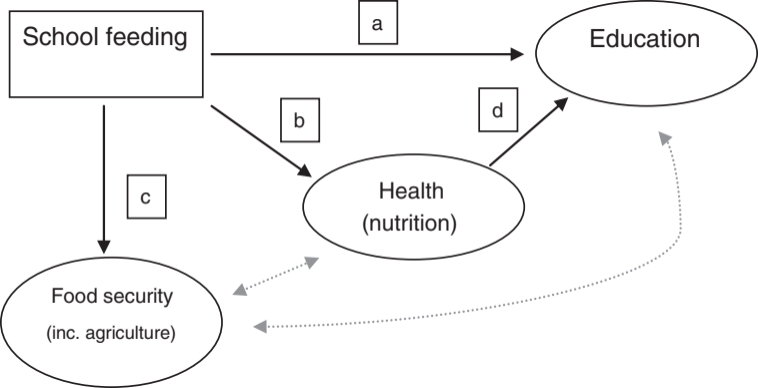 School feeding
a
Education
b
d
Health
(nutrition)
c
Food security
(inc. agriculture)